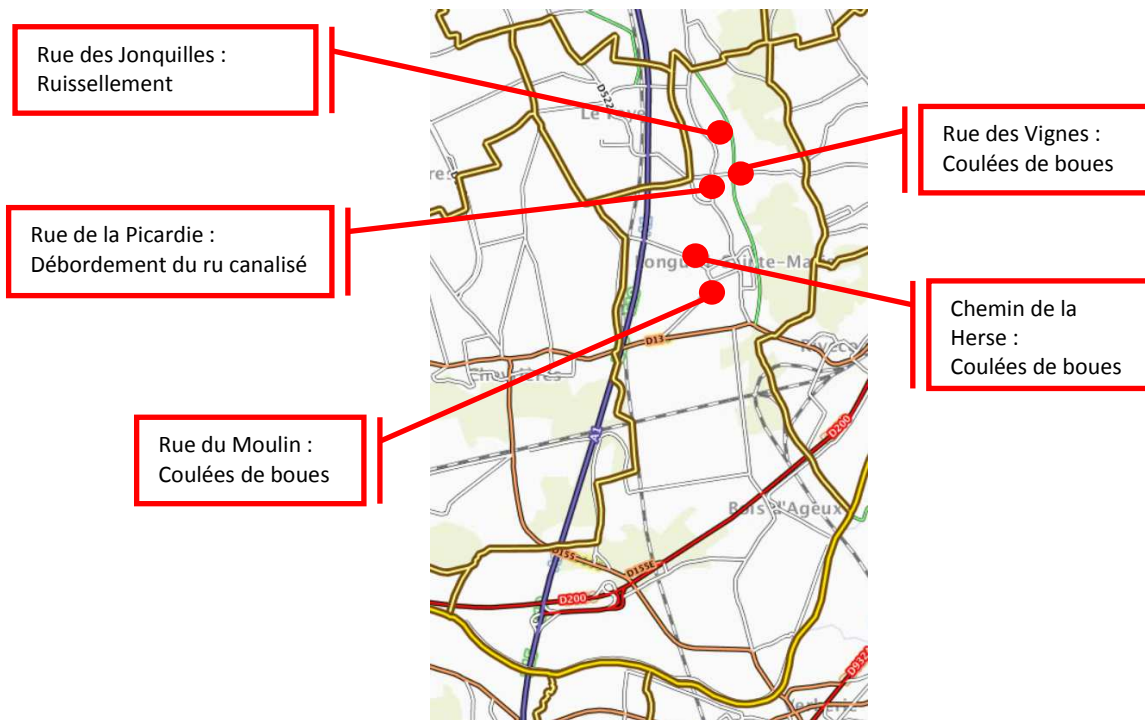 Rue des Jonquilles :
Ruissellement
Rue des Vignes :
Coulées de boues
Rue de la Picardie :
Débordement du ru canalisé
Chemin de la
Herse :
Coulées de boues
Rue du Moulin :
Coulées de boues
D522
D13
Chevrières
A1
D200
Bois d'Ageux
D155
D155E
D200